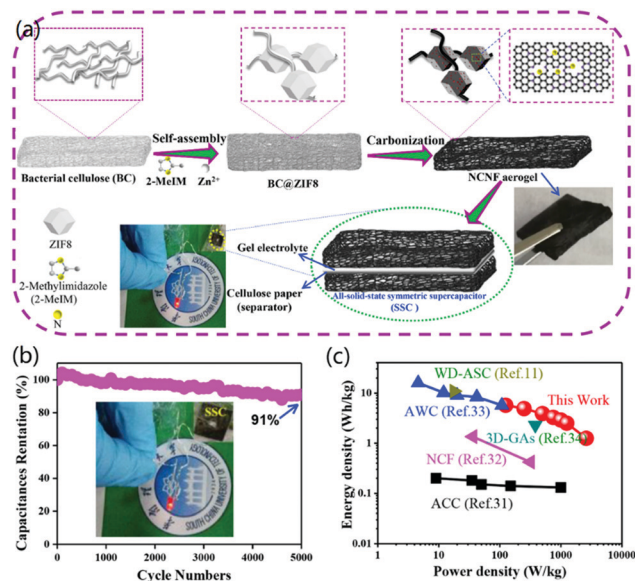 (a)
Self-assembly
Carbonization
Bacterial cellulose (BC)
2-MeIM
Zn2+
BC@ZIF8
NCNF aerogel
ZIF8
2-Methylimidazole
(2-MeIM)
N
Gel electrolyte
Cellulose paper
(separator)
All-solid-state symmetric supercapacitor
(SSC )
(b)
Capacitances Rentation (%)
100
80
60
40
20
0
SSC
91%
0 1000 2000 3000 4000 5000
Cycle Numbers
(c)
Energy density (Wh/kg)
100
10
1
0.1
0.01
WD-ASC (Ref.11)
This Work
AWC (Ref.33)
3D-GAs (Ref.34)
NCF (Ref.32)
ACC (Ref.31)
1 10 100 1000 10000
Power density (W/kg)